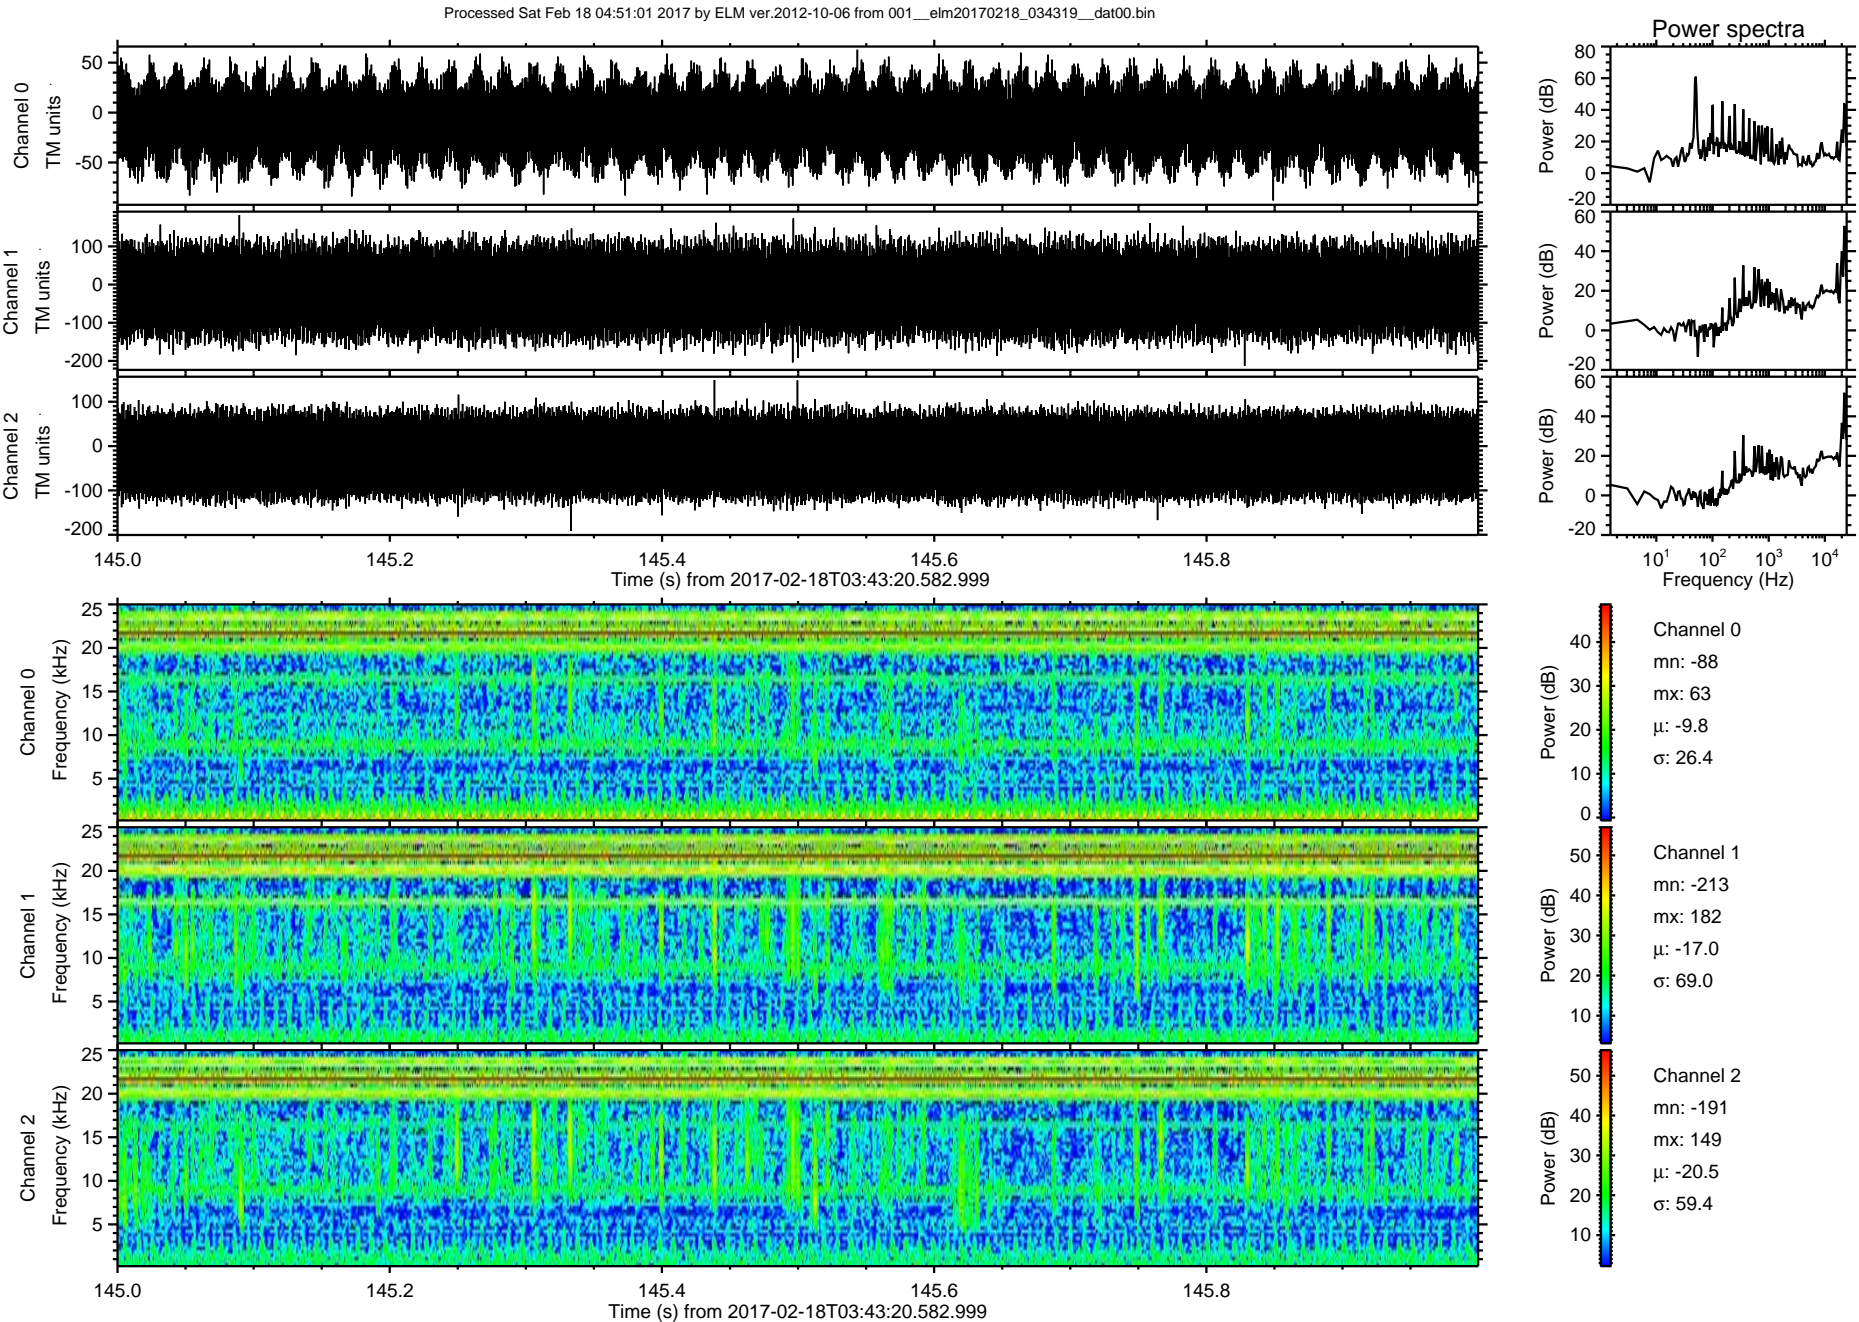 Processed Sat Feb 18 04:51:01 2017 by ELM ver.2012-10-06 from 001__elm20170218_034319__dat00.bin
Power spectra
Channel 0
TM units
50
0
-50
Power (dB)
80
60
40
20
0
-20
Channel 1
TM units
100
0
-100
-200
Power (dB)
60
40
20
0
-20
Channel 2
TM units
100
0
-100
-200
Power (dB)
60
40
20
0
-20
145.0 145.2 145.4 145.6 145.8
Time (s) from 2017-02-18T03:43:20.582.999
10¹ 10² 10³ 10⁴
Frequency (Hz)
Channel 0
Frequency (kHz)
25
20
15
10
5
Power (dB)
40
30
20
10
0
Channel 0
mn: -88
mx: 63
μ: -9.8
σ: 26.4
Channel 1
Frequency (kHz)
25
20
15
10
5
Power (dB)
50
40
30
20
10
Channel 1
mn: -213
mx: 182
μ: -17.0
σ: 69.0
Channel 2
Frequency (kHz)
25
20
15
10
5
Power (dB)
50
40
30
20
10
Channel 2
mn: -191
mx: 149
μ: -20.5
σ: 59.4
145.0 145.2 145.4 145.6 145.8
Time (s) from 2017-02-18T03:43:20.582.999